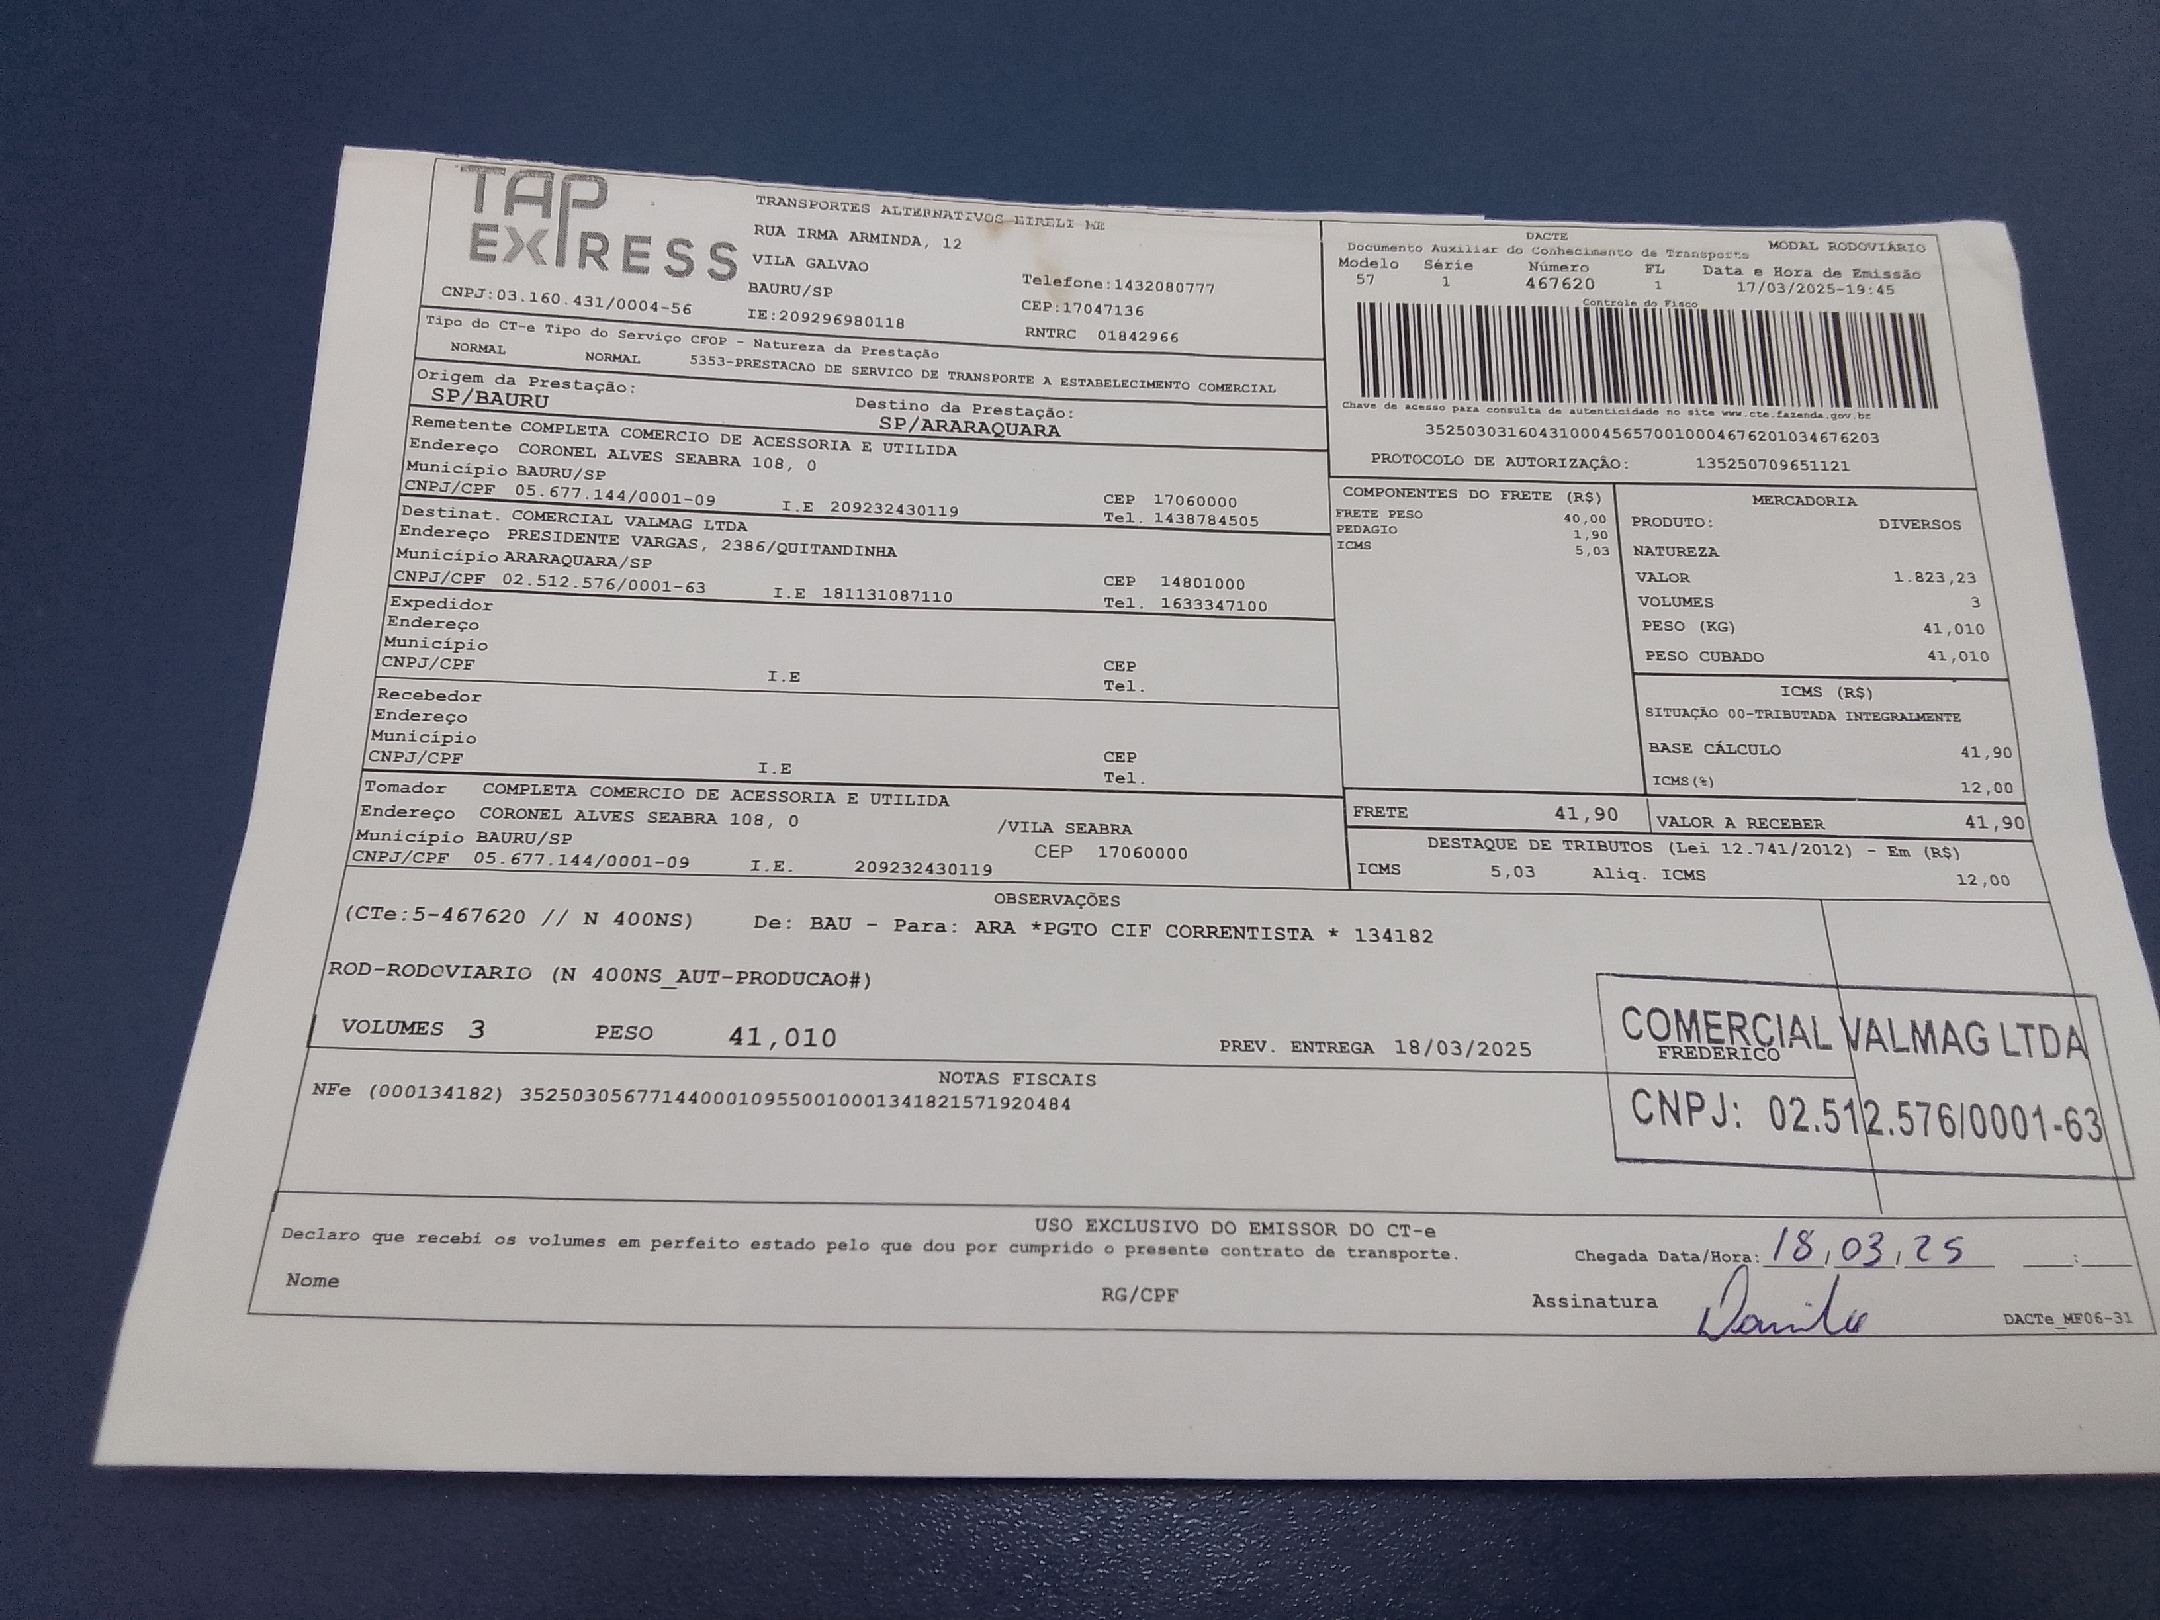 TAP
EXPRESS
TRANSPORTES ALTERNATIVOS EIRELI ME
RUA IRMA ARMINDA, 12
VILA GALVAO
BAURU/SP
Telefone:1432080777
CEP:17047136
CNPJ:03.160.431/0004-56
IE:209296980118
RNTRC 01842966
DACTE
MODAL RODOVIÁRIO
Documento Auxiliar do Conhecimento de Transporte
Modelo Série Número FL Data e Hora de Emissão
57 1 467620 1 17/03/2025-19:45
Controle do Fisco
Chave de acesso para consulta de autenticidade no site www.cte.fazenda.gov.br
35250303160431000456570010004676201034676203
PROTOCOLO DE AUTORIZAÇÃO: 135250709651121
Tipo do CT-e Tipo do Serviço CFOP - Natureza da Prestação
NORMAL NORMAL 5353-PRESTACAO DE SERVICO DE TRANSPORTE A ESTABELECIMENTO COMERCIAL
Origem da Prestação: Destino da Prestação:
SP/BAURU SP/ARARAQUARA
Remetente COMPLETA COMERCIO DE ACESSORIA E UTILIDA
Endereço CORONEL ALVES SEABRA 108, 0
Município BAURU/SP CEP 17060000
CNPJ/CPF 05.677.144/0001-09 I.E 209232430119 Tel. 1438784505
Destinat. COMERCIAL VALMAG LTDA
Endereço PRESIDENTE VARGAS, 2386/QUITANDINHA
Município ARARAQUARA/SP CEP 14801000
CNPJ/CPF 02.512.576/0001-63 I.E 181131087110 Tel. 1633347100
Expedidor
Endereço
Município CEP
CNPJ/CPF I.E Tel.
Recebedor
Endereço
Município CEP
CNPJ/CPF I.E Tel.
Tomador COMPLETA COMERCIO DE ACESSORIA E UTILIDA
Endereço CORONEL ALVES SEABRA 108, 0 /VILA SEABRA
Município BAURU/SP CEP 17060000
CNPJ/CPF 05.677.144/0001-09 I.E. 209232430119
COMPONENTES DO FRETE (R$)
FRETE PESO 40,00
PEDAGIO 1,90
ICMS 5,03
MERCADORIA
PRODUTO: DIVERSOS
NATUREZA
VALOR 1.823,23
VOLUMES 3
PESO (KG) 41,010
PESO CUBADO 41,010
ICMS (R$)
SITUAÇÃO 00-TRIBUTADA INTEGRALMENTE
BASE CÁLCULO 41,90
ICMS(%) 12,00
FRETE 41,90 VALOR A RECEBER 41,90
DESTAQUE DE TRIBUTOS (Lei 12.741/2012) - Em (R$)
ICMS 5,03 Aliq. ICMS 12,00
OBSERVAÇÕES
(CTe:5-467620 // N 400NS) De: BAU - Para: ARA *PGTO CIF CORRENTISTA * 134182
ROD-RODOVIARIO (N 400NS_AUT-PRODUCAO#)
VOLUMES 3 PESO 41,010 PREV. ENTREGA 18/03/2025
COMERCIAL VALMAG LTDA
FREDERICO
CNPJ: 02.512.576/0001-63
NOTAS FISCAIS
NFe (000134182) 35250305677144000109550010001341821571920484
USO EXCLUSIVO DO EMISSOR DO CT-e
Declaro que recebi os volumes em perfeito estado pelo que dou por cumprido o presente contrato de transporte.
Chegada Data/Hora: 18/03/25 __:__
Nome RG/CPF Assinatura Danilo
DACTe_MF06-31